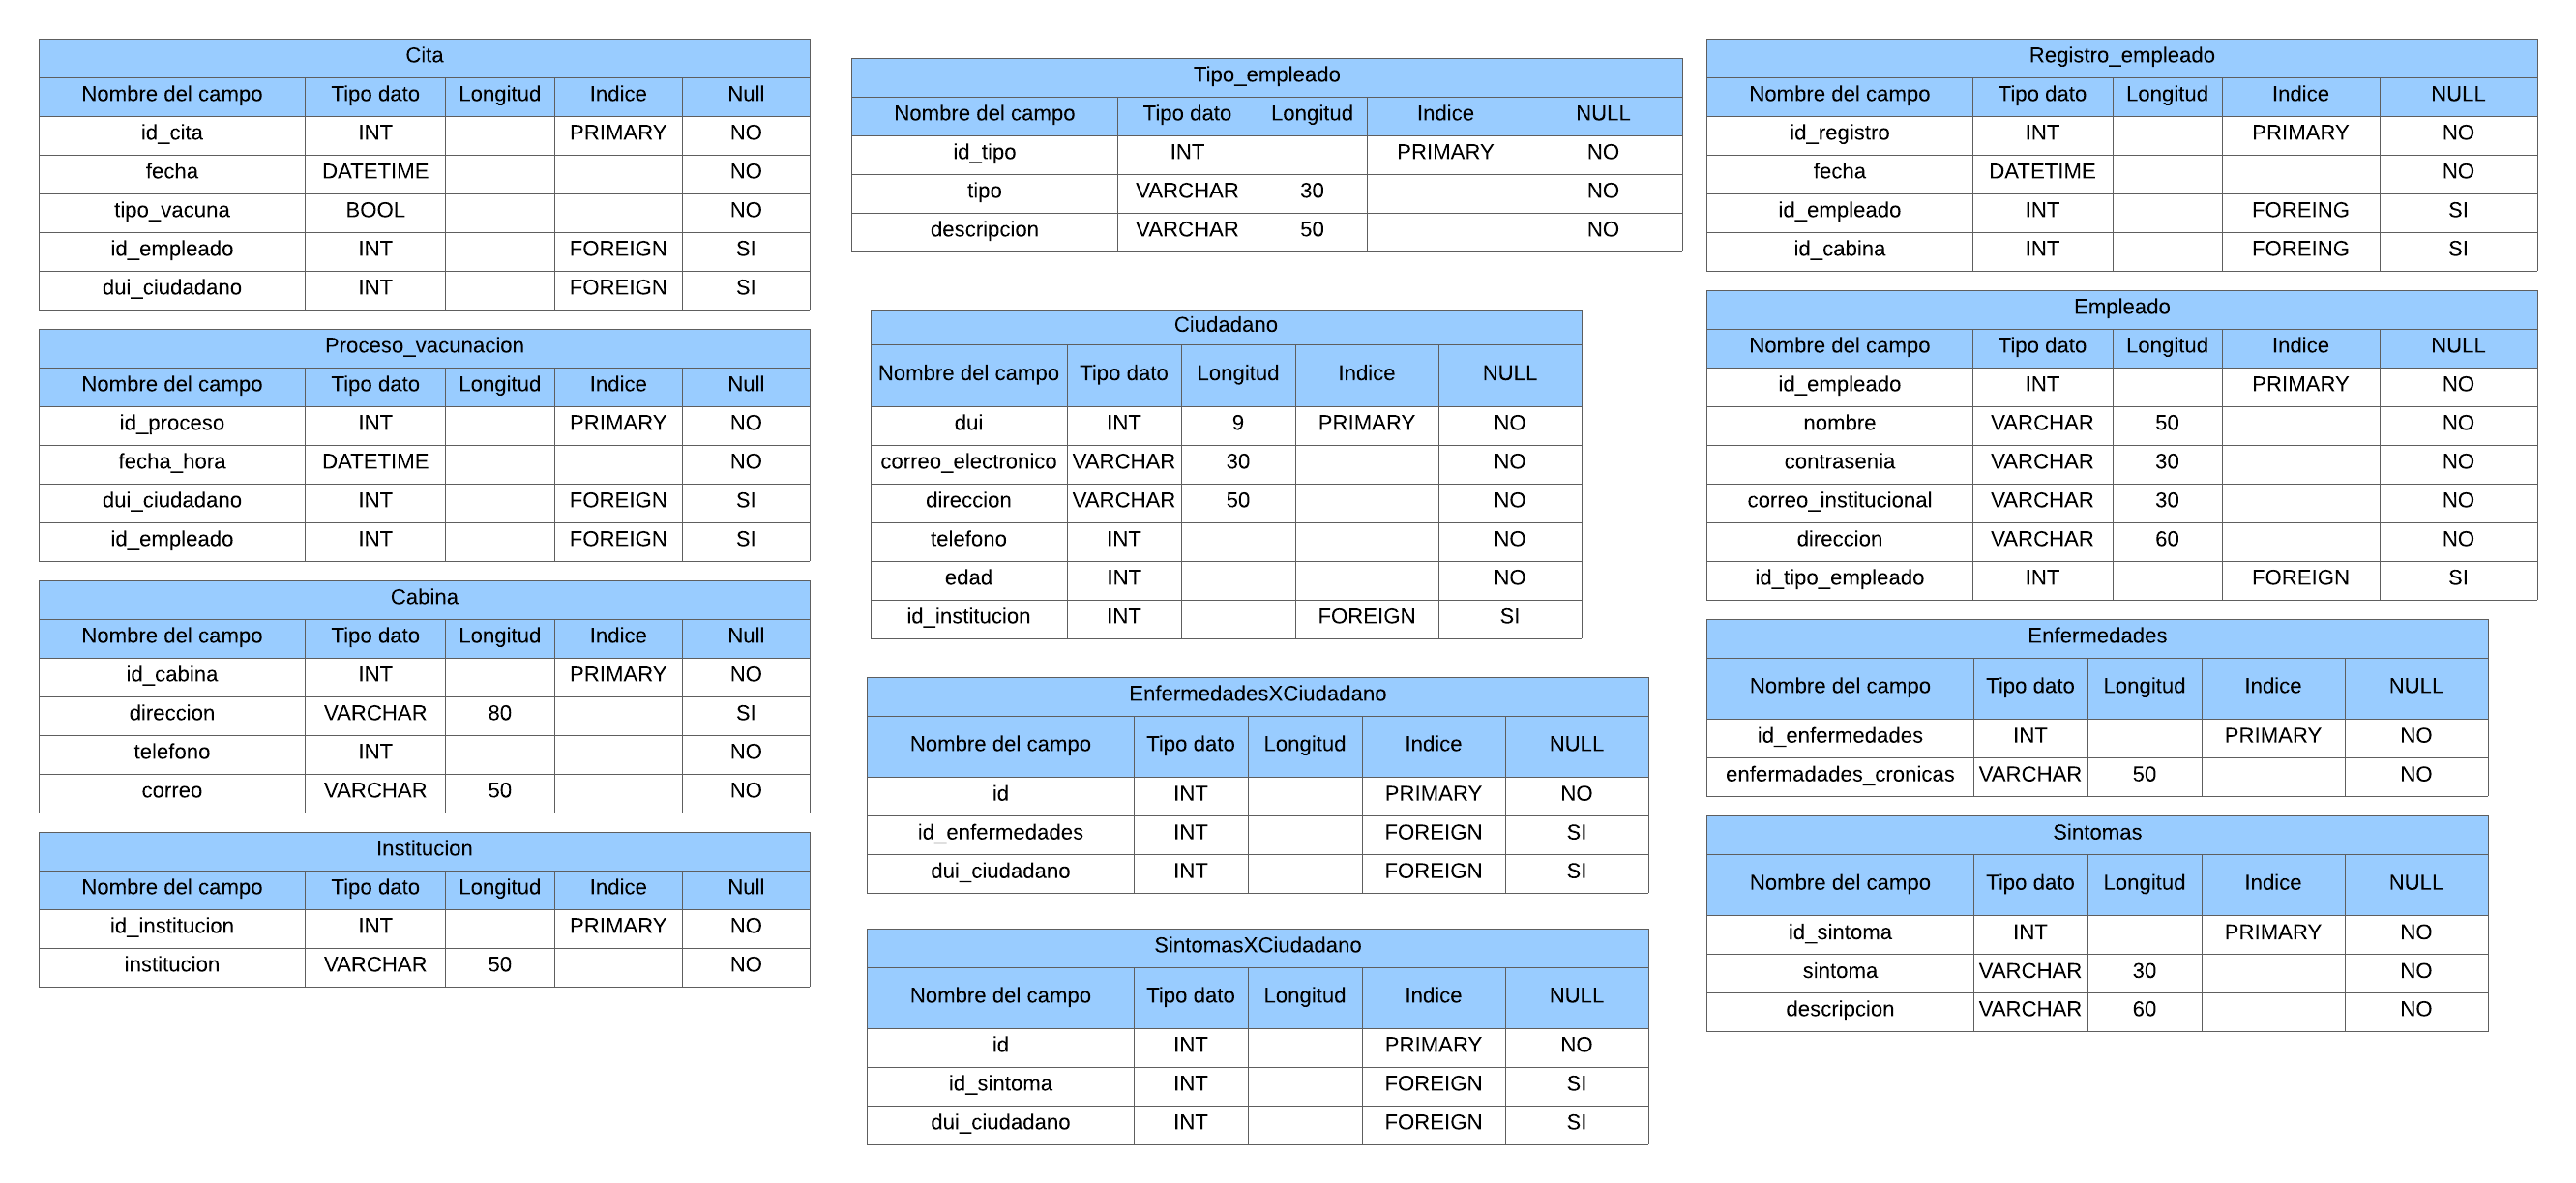 Cita
Nombre del campo Tipo dato Longitud Indice Null
id_cita INT PRIMARY NO
fecha DATETIME NO
tipo_vacuna BOOL NO
id_empleado INT FOREIGN SI
dui_ciudadano INT FOREIGN SI
Proceso_vacunacion
Nombre del campo Tipo dato Longitud Indice Null
id_proceso INT PRIMARY NO
fecha_hora DATETIME NO
dui_ciudadano INT FOREIGN SI
id_empleado INT FOREIGN SI
Cabina
Nombre del campo Tipo dato Longitud Indice Null
id_cabina INT PRIMARY NO
direccion VARCHAR 80 SI
telefono INT NO
correo VARCHAR 50 NO
Institucion
Nombre del campo Tipo dato Longitud Indice Null
id_institucion INT PRIMARY NO
institucion VARCHAR 50 NO
Tipo_empleado
Nombre del campo Tipo dato Longitud Indice NULL
id_tipo INT PRIMARY NO
tipo VARCHAR 30 NO
descripcion VARCHAR 50 NO
Ciudadano
Nombre del campo Tipo dato Longitud Indice NULL
dui INT 9 PRIMARY NO
correo_electronico VARCHAR 30 NO
direccion VARCHAR 50 NO
telefono INT NO
edad INT NO
id_institucion INT FOREIGN SI
EnfermedadesXCiudadano
Nombre del campo Tipo dato Longitud Indice NULL
id INT PRIMARY NO
id_enfermedades INT FOREIGN SI
dui_ciudadano INT FOREIGN SI
SintomasXCiudadano
Nombre del campo Tipo dato Longitud Indice NULL
id INT PRIMARY NO
id_sintoma INT FOREIGN SI
dui_ciudadano INT FOREIGN SI
Registro_empleado
Nombre del campo Tipo dato Longitud Indice NULL
id_registro INT PRIMARY NO
fecha DATETIME NO
id_empleado INT FOREING SI
id_cabina INT FOREING SI
Empleado
Nombre del campo Tipo dato Longitud Indice NULL
id_empleado INT PRIMARY NO
nombre VARCHAR 50 NO
contrasenia VARCHAR 30 NO
correo_institucional VARCHAR 30 NO
direccion VARCHAR 60 NO
id_tipo_empleado INT FOREIGN SI
Enfermedades
Nombre del campo Tipo dato Longitud Indice NULL
id_enfermedades INT PRIMARY NO
enfermadades_cronicas VARCHAR 50 NO
Sintomas
Nombre del campo Tipo dato Longitud Indice NULL
id_sintoma INT PRIMARY NO
sintoma VARCHAR 30 NO
descripcion VARCHAR 60 NO